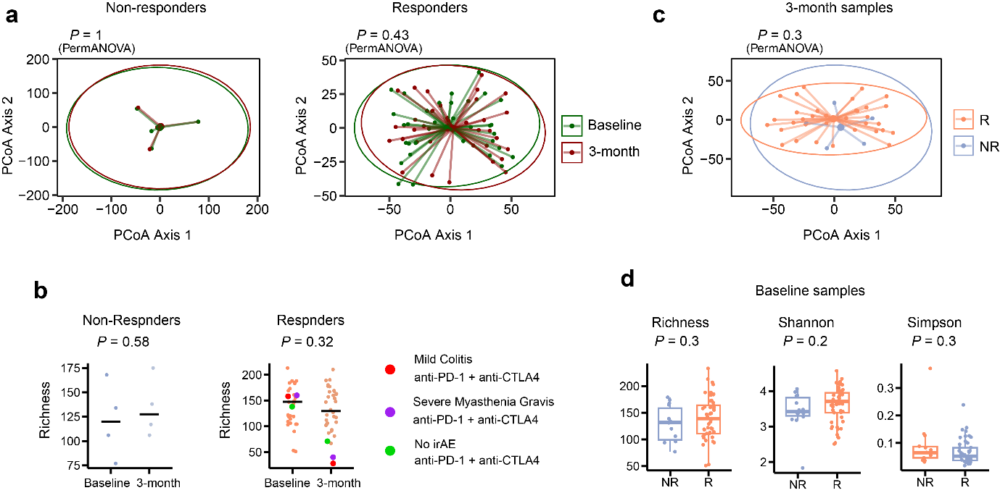 a
Non-responders
P = 1
(PermANOVA)
200
100
0
−100
−200
PCoA Axis 2
−200 −100 0 100 200
PCoA Axis 1
Responders
P = 0.43
(PermANOVA)
50
25
0
−25
−50
PCoA Axis 2
−50 0 50
PCoA Axis 1
Baseline
3-month
c
3-month samples
P = 0.3
(PermANOVA)
50
0
−50
PCoA Axis 2
−50 0 50
PCoA Axis 1
R
NR
b
Non-Respnders
P = 0.58
175
150
125
100
75
Richness
Baseline 3-month
Respnders
P = 0.32
200
150
100
50
Richness
Baseline 3-month
Mild Colitis
anti-PD-1 + anti-CTLA4
Severe Myasthenia Gravis
anti-PD-1 + anti-CTLA4
No irAE
anti-PD-1 + anti-CTLA4
d
Baseline samples
Richness
P = 0.3
200
150
100
50
NR R
Shannon
P = 0.2
4
3
2
NR R
Simpson
P = 0.3
0.3
0.2
0.1
NR R